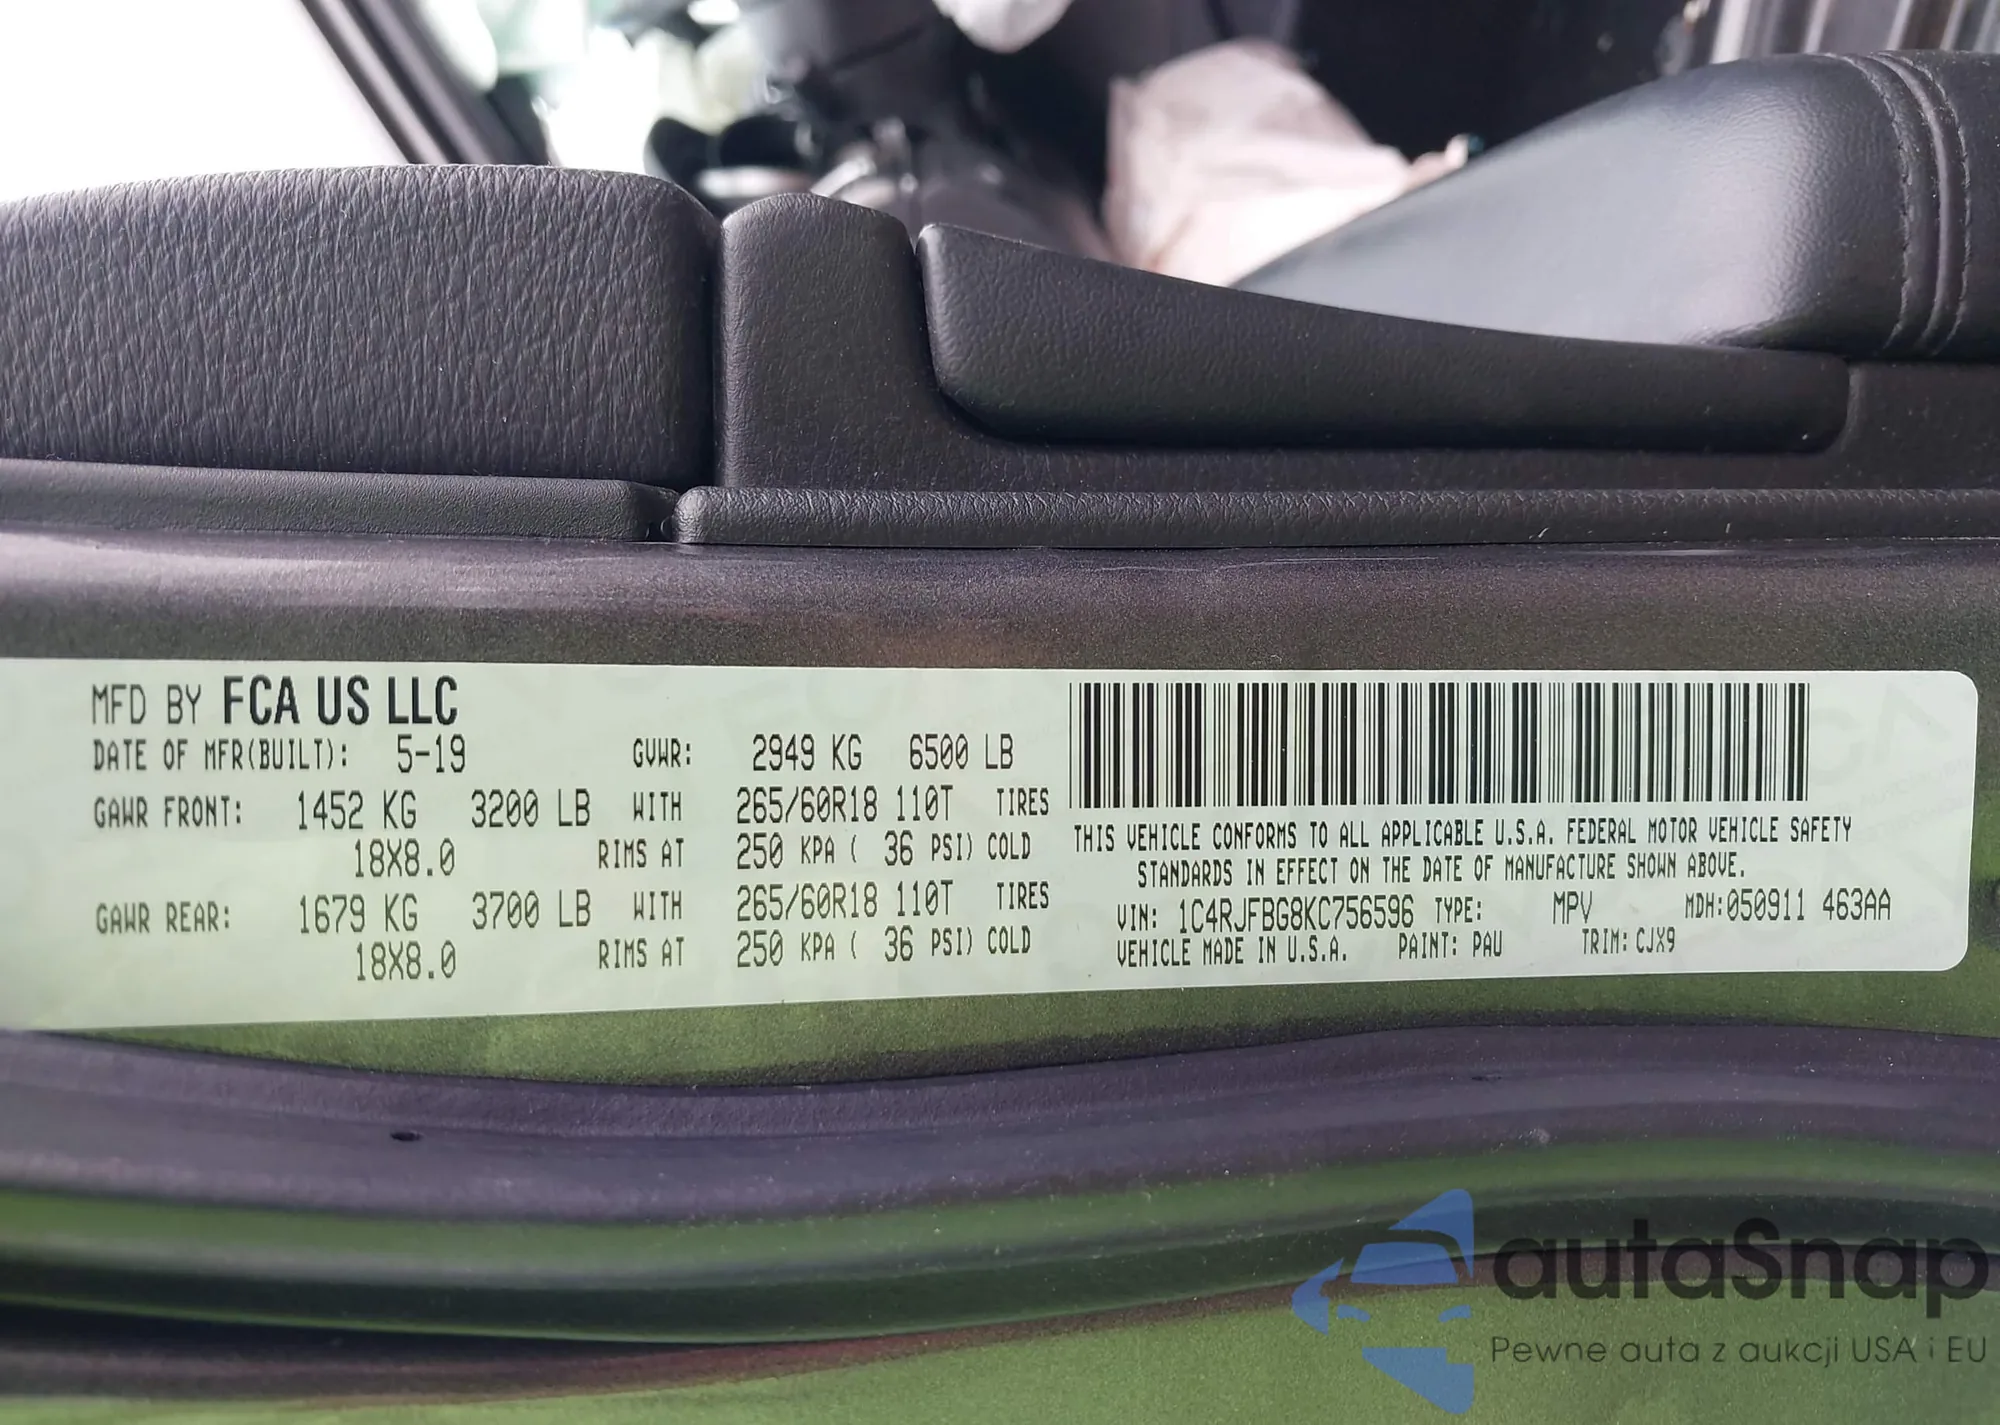 MFD BY FCA US LLC
DATE OF MFR(BUILT): 5-19 GVWR: 2949 KG 6500 LB
GAWR FRONT: 1452 KG 3200 LB WITH 265/60R18 110T TIRES
18X8.0 RIMS AT 250 KPA ( 36 PSI) COLD
GAWR REAR: 1679 KG 3700 LB WITH 265/60R18 110T TIRES
18X8.0 RIMS AT 250 KPA ( 36 PSI) COLD
THIS VEHICLE CONFORMS TO ALL APPLICABLE U.S.A. FEDERAL MOTOR VEHICLE SAFETY
STANDARDS IN EFFECT ON THE DATE OF MANUFACTURE SHOWN ABOVE.
VIN: 1C4RJFBG8KC756596 TYPE: MPV MDH:050911 463AA
VEHICLE MADE IN U.S.A. PAINT: PAU TRIM: CJX9
autaSnap
Pewne auta z aukcji USA i EU